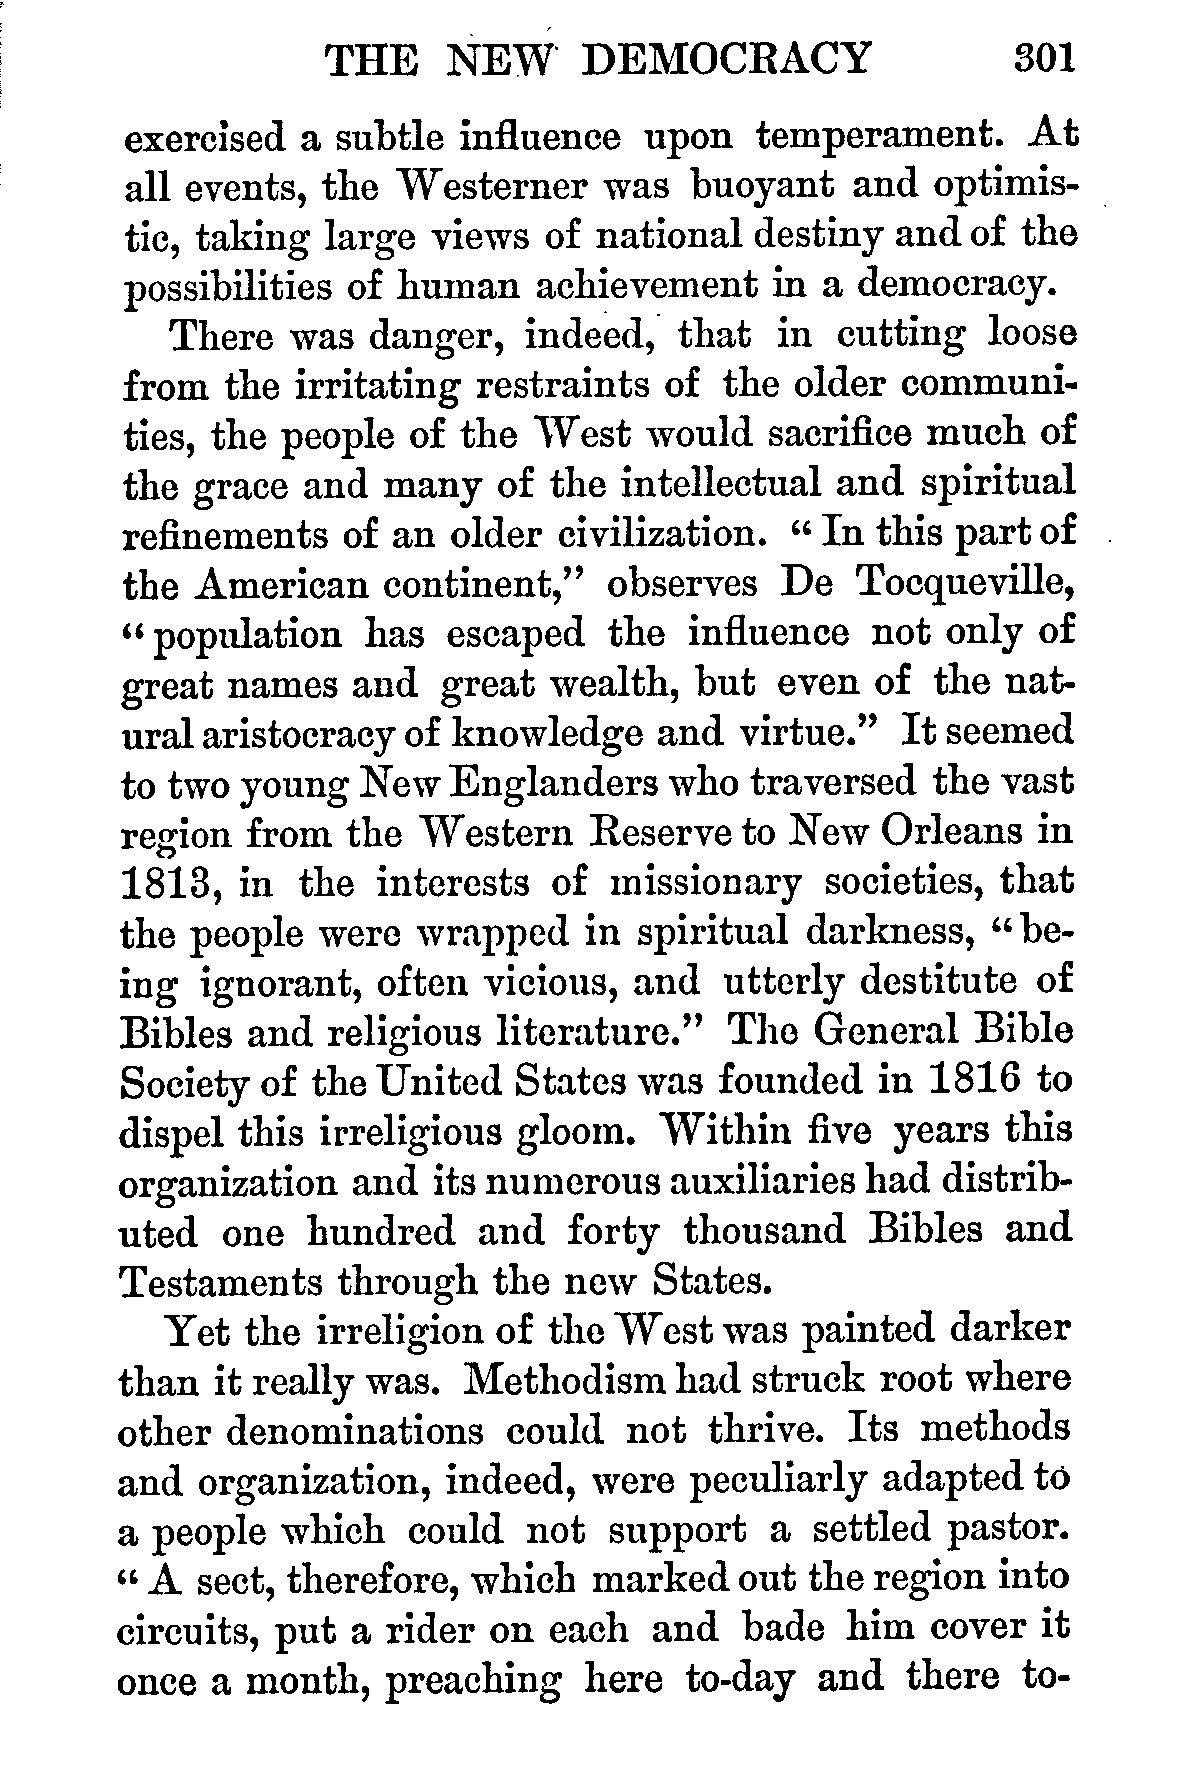 THE NEW DEMOCRACY 301
exercised a subtle influence upon temperament. At
all events, the Westerner was buoyant and optimis-
tic, taking large views of national destiny and of the
possibilities of human achievement in a democracy.
There was danger, indeed, that in cutting loose
from the irritating restraints of the older communi-
ties, the people of the West would sacrifice much of
the grace and many of the intellectual and spiritual
refinements of an older civilization. “ In this part of
the American continent,” observes De Tocqueville,
“ population has escaped the influence not only of
great names and great wealth, but even of the nat-
ural aristocracy of knowledge and virtue.” It seemed
to two young New Englanders who traversed the vast
region from the Western Reserve to New Orleans in
1813, in the interests of missionary societies, that
the people were wrapped in spiritual darkness, “ be-
ing ignorant, often vicious, and utterly destitute of
Bibles and religious literature.” The General Bible
Society of the United States was founded in 1816 to
dispel this irreligious gloom. Within five years this
organization and its numerous auxiliaries had distrib-
uted one hundred and forty thousand Bibles and
Testaments through the new States.
Yet the irreligion of the West was painted darker
than it really was. Methodism had struck root where
other denominations could not thrive. Its methods
and organization, indeed, were peculiarly adapted to
a people which could not support a settled pastor.
“ A sect, therefore, which marked out the region into
circuits, put a rider on each and bade him cover it
once a month, preaching here to-day and there to-